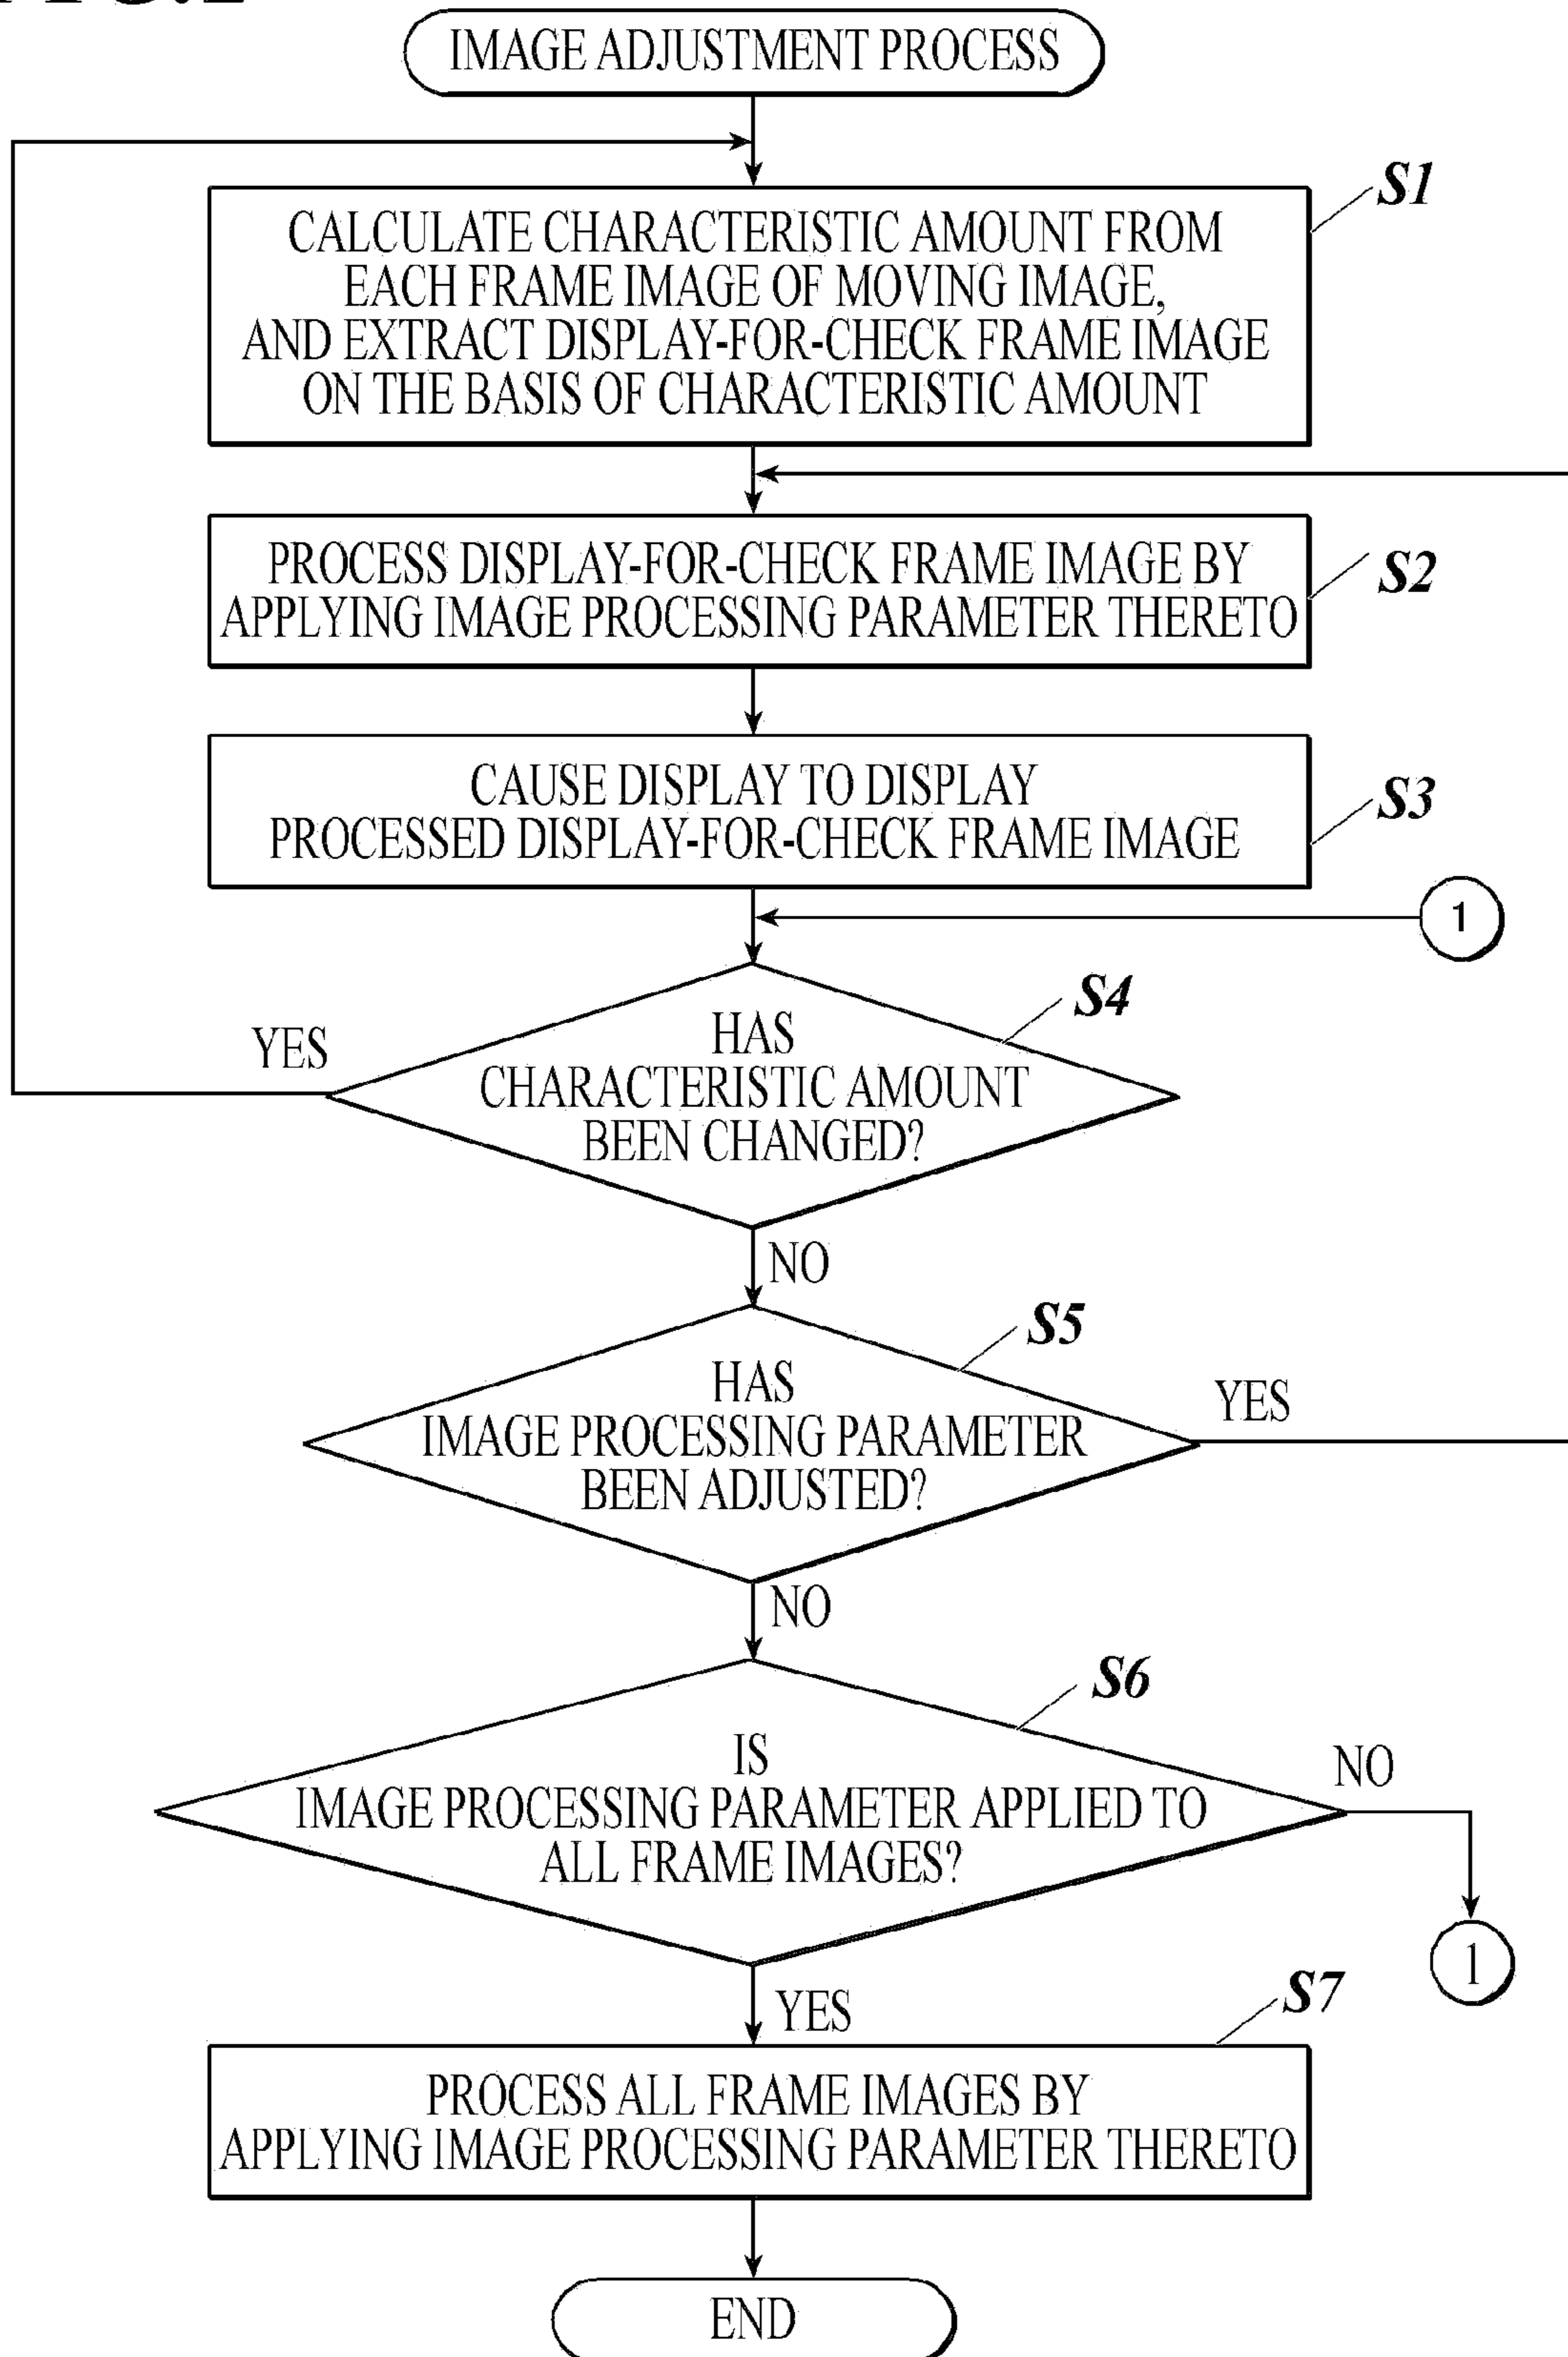 IMAGE ADJUSTMENT PROCESS
S1
CALCULATE CHARACTERISTIC AMOUNT FROM
EACH FRAME IMAGE OF MOVING IMAGE,
AND EXTRACT DISPLAY-FOR-CHECK FRAME IMAGE
ON THE BASIS OF CHARACTERISTIC AMOUNT
S2
PROCESS DISPLAY-FOR-CHECK FRAME IMAGE BY
APPLYING IMAGE PROCESSING PARAMETER THERETO
S3
CAUSE DISPLAY TO DISPLAY
PROCESSED DISPLAY-FOR-CHECK FRAME IMAGE
1
S4
YES
HAS
CHARACTERISTIC AMOUNT
BEEN CHANGED?
NO
S5
HAS
IMAGE PROCESSING PARAMETER
BEEN ADJUSTED?
YES
NO
S6
IS
IMAGE PROCESSING PARAMETER APPLIED TO
ALL FRAME IMAGES?
NO
1
YES
S7
PROCESS ALL FRAME IMAGES BY
APPLYING IMAGE PROCESSING PARAMETER THERETO
END